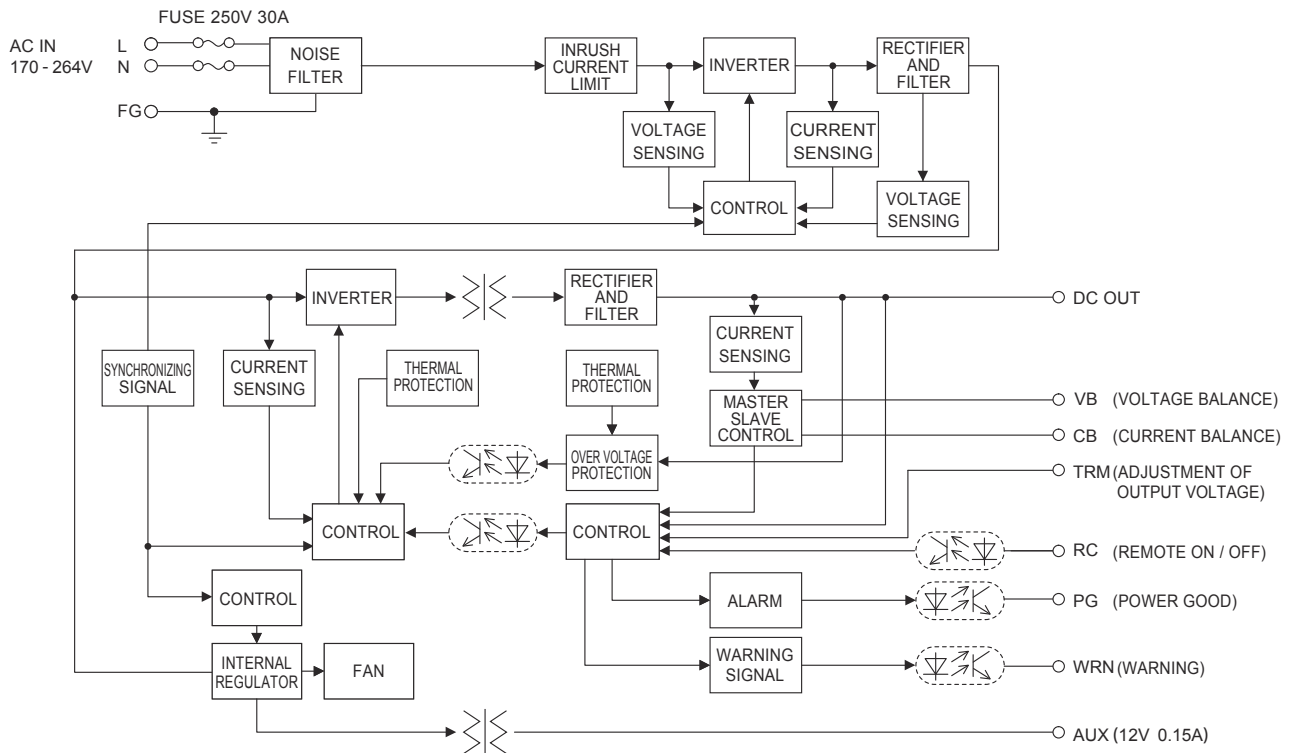 FUSE 250V 30A
AC IN
170 - 264V
L
N
FG
NOISE
FILTER
INRUSH
CURRENT
LIMIT
INVERTER
RECTIFIER
AND
FILTER
VOLTAGE
SENSING
CURRENT
SENSING
CONTROL
VOLTAGE
SENSING
INVERTER
RECTIFIER
AND
FILTER
DC OUT
SYNCHRONIZING
SIGNAL
CURRENT
SENSING
THERMAL
PROTECTION
THERMAL
PROTECTION
CURRENT
SENSING
MASTER
SLAVE
CONTROL
VB (VOLTAGE BALANCE)
CB (CURRENT BALANCE)
OVER VOLTAGE
PROTECTION
TRM (ADJUSTMENT OF
OUTPUT VOLTAGE)
CONTROL
CONTROL
RC (REMOTE ON / OFF)
CONTROL
ALARM
PG (POWER GOOD)
INTERNAL
REGULATOR
FAN
WARNING
SIGNAL
WRN (WARNING)
AUX (12V 0.15A)